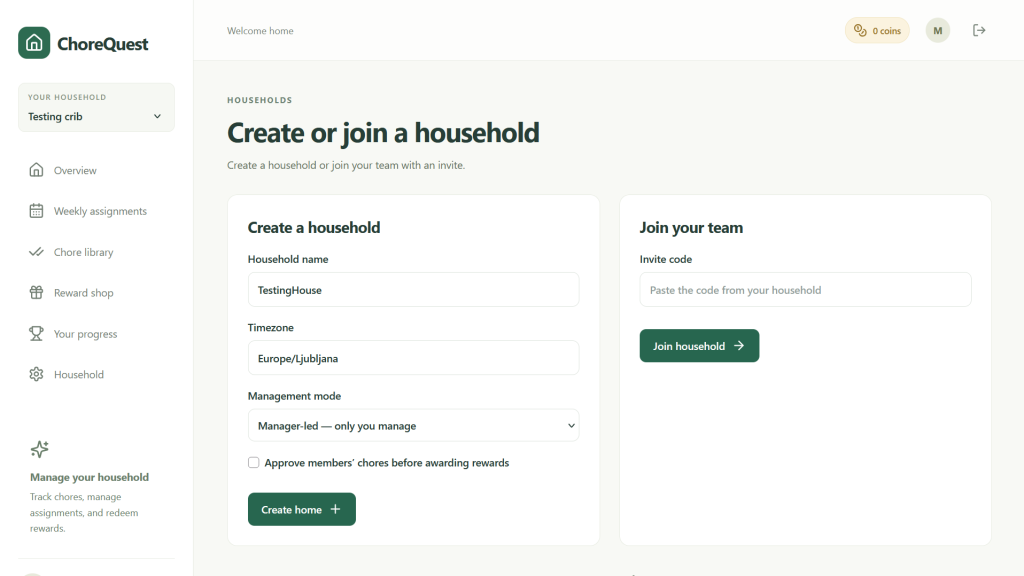 ChoreQuest
YOUR HOUSEHOLD
Testing crib
Overview
Weekly assignments
Chore library
Reward shop
Your progress
Household
Manage your household
Track chores, manage
assignments, and redeem
rewards.
Welcome home
0 coins
M
HOUSEHOLDS
Create or join a household
Create a household or join your team with an invite.
Create a household
Household name
TestingHouse
Timezone
Europe/Ljubljana
Management mode
Manager-led — only you manage
Approve members' chores before awarding rewards
Create home
Join your team
Invite code
Paste the code from your household
Join household